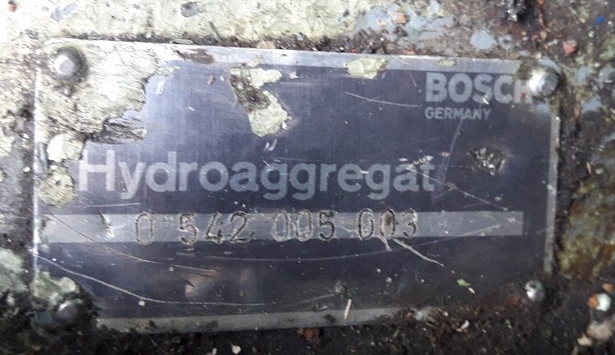 BOSCH
GERMANY
Hydroaggregat
0 542 005 003